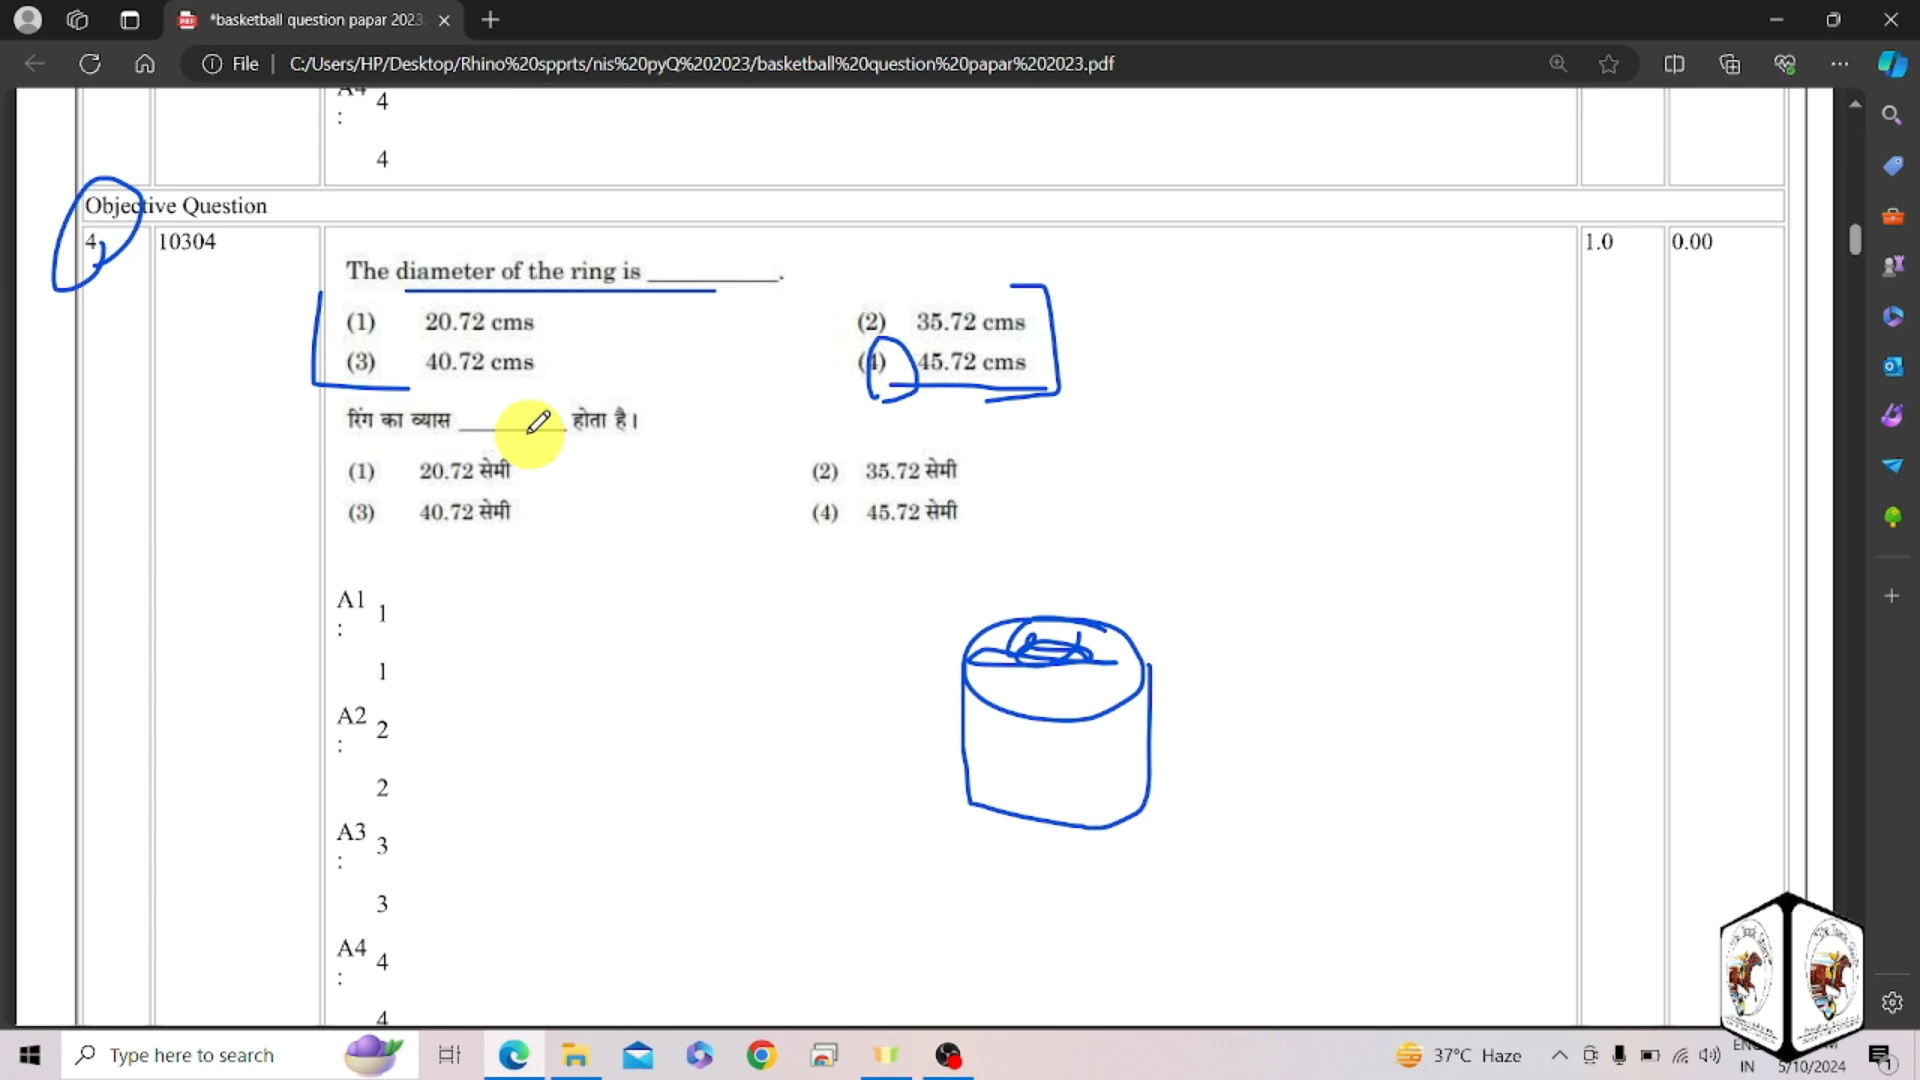 *basketball question papar 2023
File
C:/Users/HP/Desktop/Rhino%20spprts/nis%20pyQ%202023/basketball%20question%20papar%202023.pdf
A4 4
:
4
Objective Question
4 10304 1.0 0.00
The diameter of the ring is __________.
(1) 20.72 cms (2) 35.72 cms
(3) 40.72 cms (4) 45.72 cms
रिंग का व्यास __________ होता है।
(1) 20.72 सेमी (2) 35.72 सेमी
(3) 40.72 सेमी (4) 45.72 सेमी
A1 1
:
1
A2 2
:
2
A3 3
:
3
A4 4
:
4
Type here to search
37°C Haze
IN 5/10/2024 1